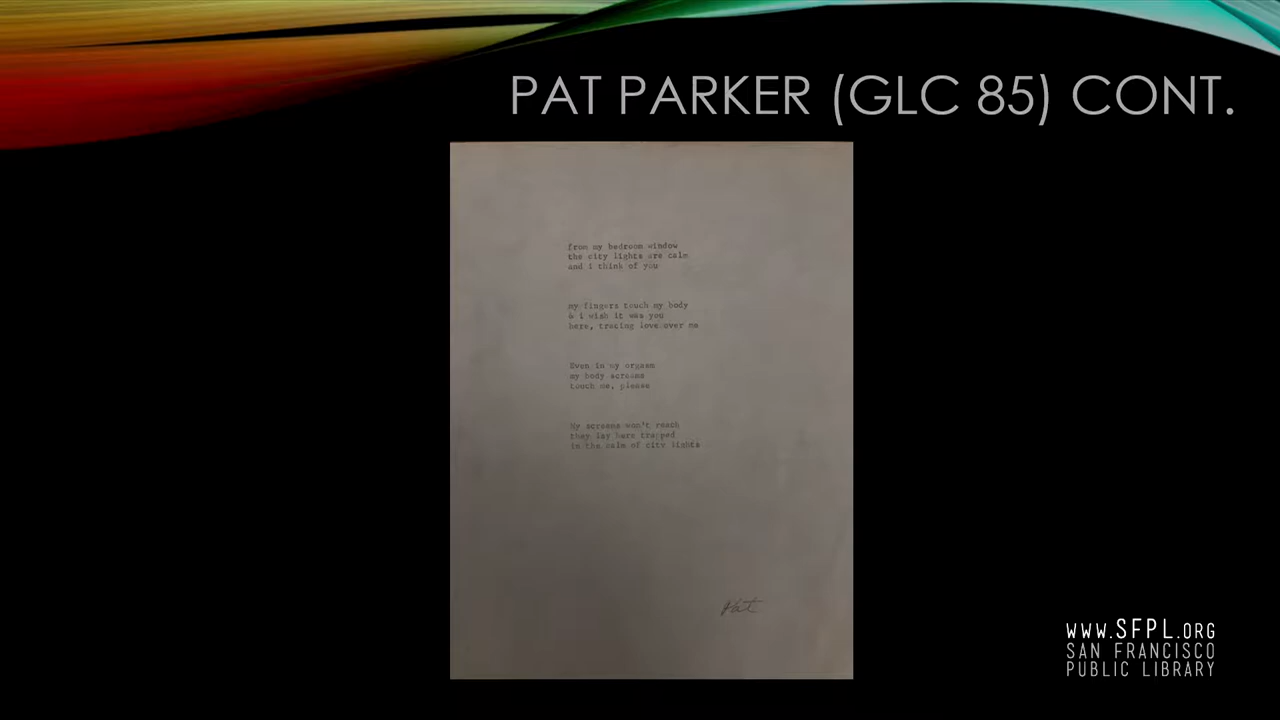 PAT PARKER (GLC 85) CONT.
from my bedroom window
the city lights are calm
and i think of you
my fingers touch my body
& i wish it was you
here, tracing love over me
Even in my orgasm
my body screams
touch me, please
My screams won't reach
they lay here trapped
in the calm of city lights
Pat
WWW.SFPL.ORG
SAN FRANCISCO
PUBLIC LIBRARY